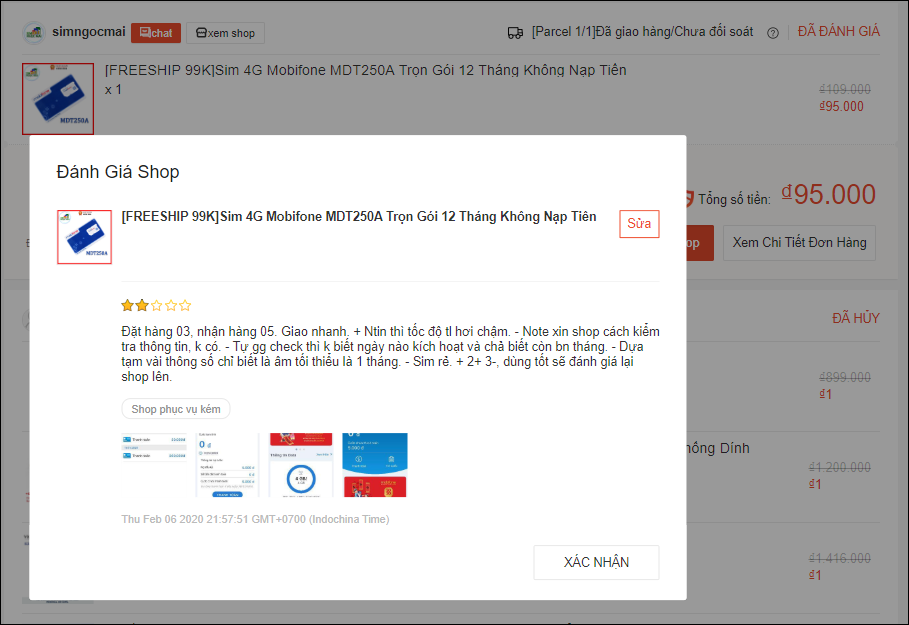 simngocmai
chat
xem shop
[Parcel 1/1]Đã giao hàng/Chưa đối soát
?
ĐÃ ĐÁNH GIÁ
[FREESHIP 99K]Sim 4G Mobifone MDT250A Trọn Gói 12 Tháng Không Nạp Tiền
x 1
₫109.000
₫95.000
MDT250A
Tổng số tiền: ₫95.000
Xem Chi Tiết Đơn Hàng
Đánh Giá Shop
[FREESHIP 99K]Sim 4G Mobifone MDT250A Trọn Gói 12 Tháng Không Nạp Tiền
Sửa
MDT250A
Đặt hàng 03, nhận hàng 05. Giao nhanh. + Ntin thì tốc độ tl hơi chậm. - Note xin shop cách kiểm
tra thông tin, k có. - Tự gg check thì k biết ngày nào kích hoạt và chả biết còn bn tháng. - Dựa
tạm vài thông số chỉ biết là âm tối thiểu là 1 tháng. - Sim rẻ. + 2+ 3-, dùng tốt sẽ đánh giá lại
shop lên.
Shop phục vụ kém
Thu Feb 06 2020 21:57:51 GMT+0700 (Indochina Time)
XÁC NHẬN
ĐÃ HỦY
₫899.000
₫1
hông Dính
₫1.200.000
₫1
₫1.416.000
₫1